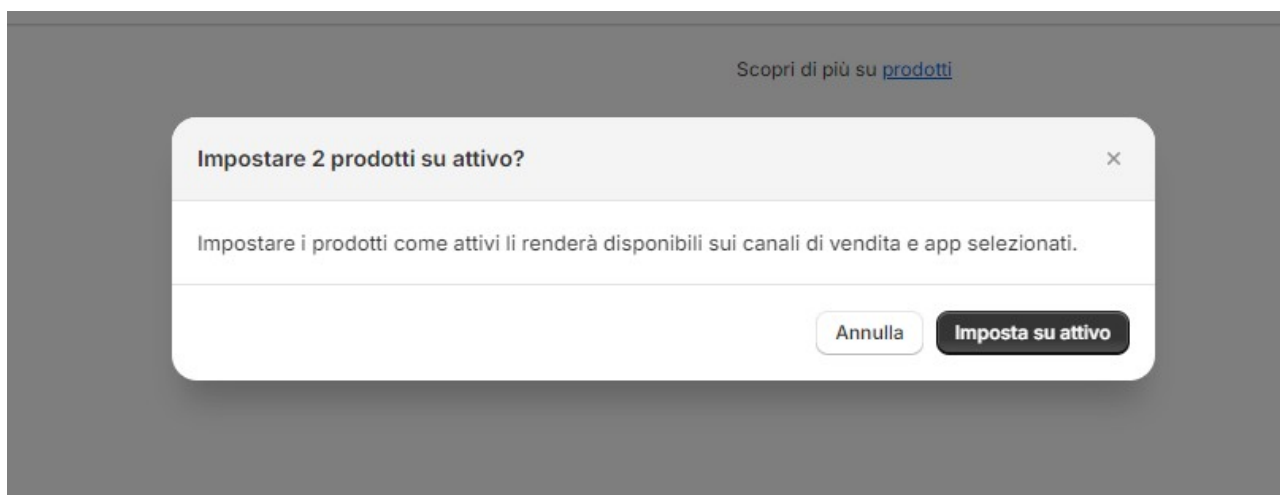 Scopri di più su prodotti
Impostare 2 prodotti su attivo?
Impostare i prodotti come attivi li renderà disponibili sui canali di vendita e app selezionati.
Annulla
Imposta su attivo